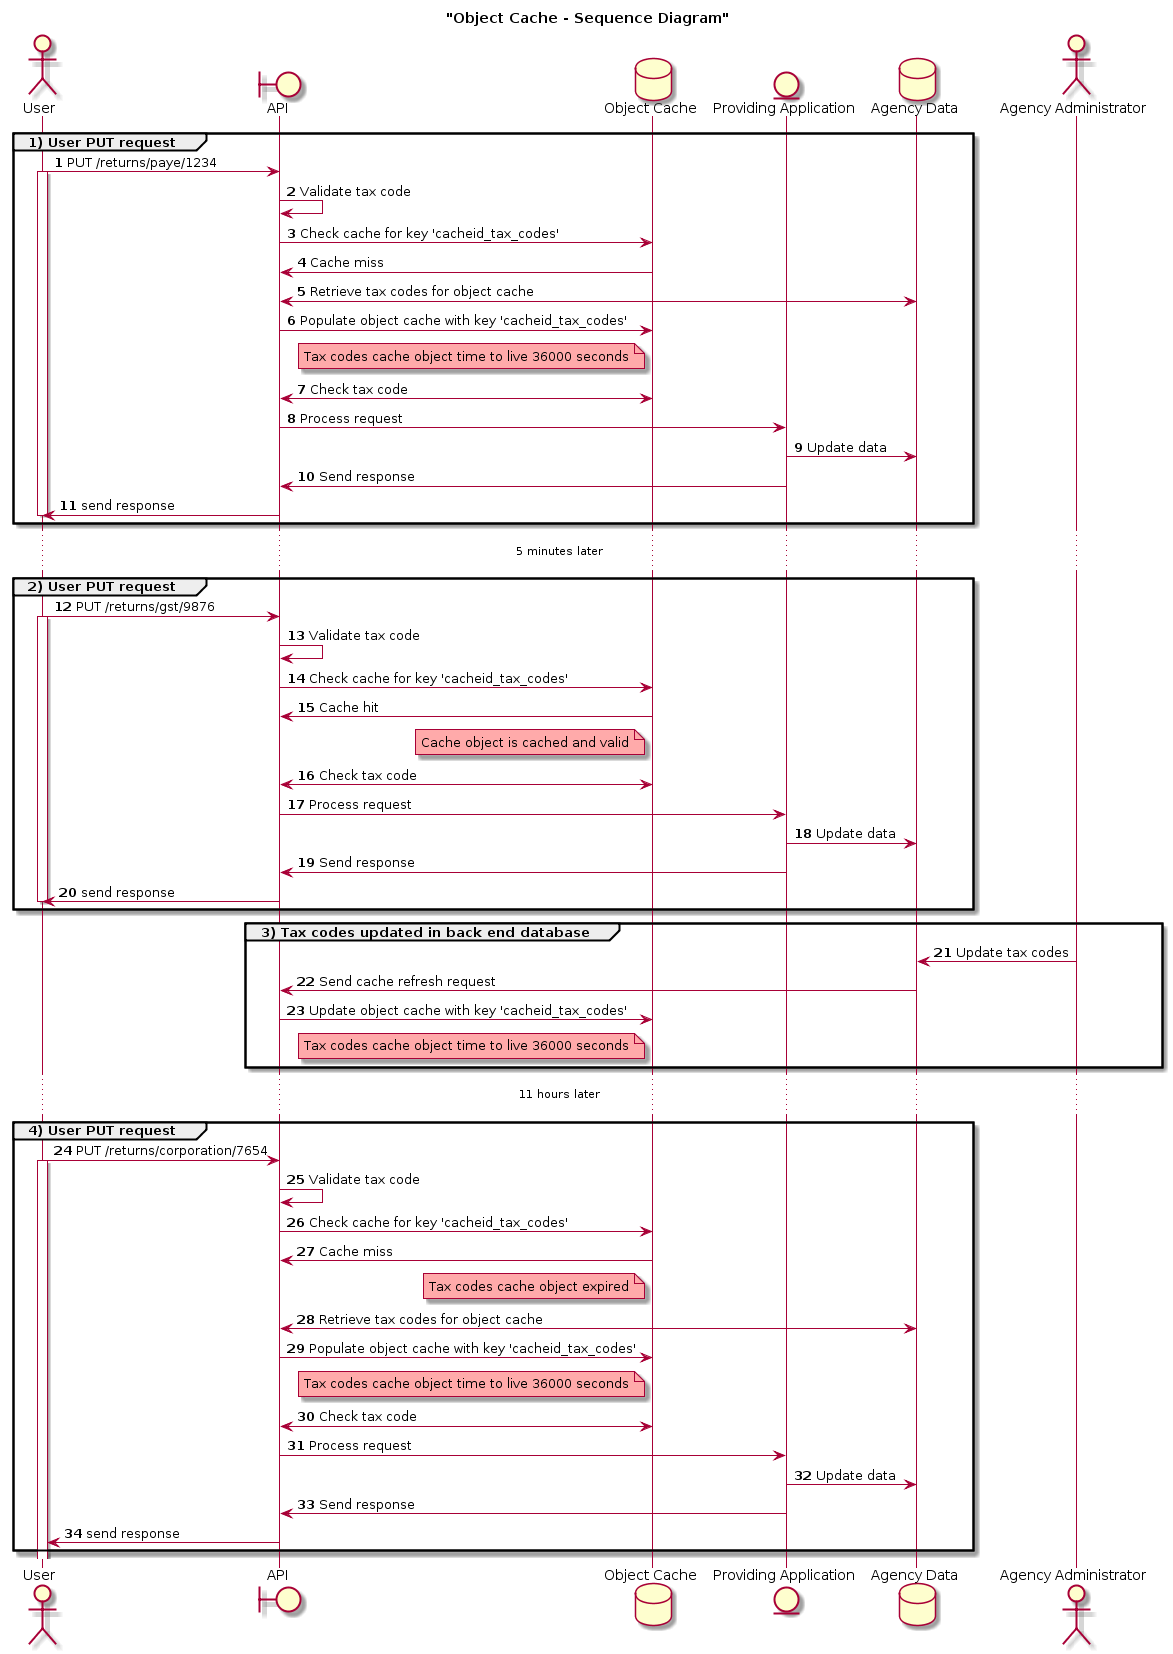 "Object Cache - Sequence Diagram"
User
API
Object Cache
Providing Application
Agency Data
Agency Administrator
1) User PUT request
1 PUT /returns/paye/1234
2 Validate tax code
3 Check cache for key 'cacheid_tax_codes'
4 Cache miss
5 Retrieve tax codes for object cache
6 Populate object cache with key 'cacheid_tax_codes'
Tax codes cache object time to live 36000 seconds
7 Check tax code
8 Process request
9 Update data
10 Send response
11 send response
5 minutes later
2) User PUT request
12 PUT /returns/gst/9876
13 Validate tax code
14 Check cache for key 'cacheid_tax_codes'
15 Cache hit
Cache object is cached and valid
16 Check tax code
17 Process request
18 Update data
19 Send response
20 send response
3) Tax codes updated in back end database
21 Update tax codes
22 Send cache refresh request
23 Update object cache with key 'cacheid_tax_codes'
Tax codes cache object time to live 36000 seconds
11 hours later
4) User PUT request
24 PUT /returns/corporation/7654
25 Validate tax code
26 Check cache for key 'cacheid_tax_codes'
27 Cache miss
Tax codes cache object expired
28 Retrieve tax codes for object cache
29 Populate object cache with key 'cacheid_tax_codes'
Tax codes cache object time to live 36000 seconds
30 Check tax code
31 Process request
32 Update data
33 Send response
34 send response
User
API
Object Cache
Providing Application
Agency Data
Agency Administrator